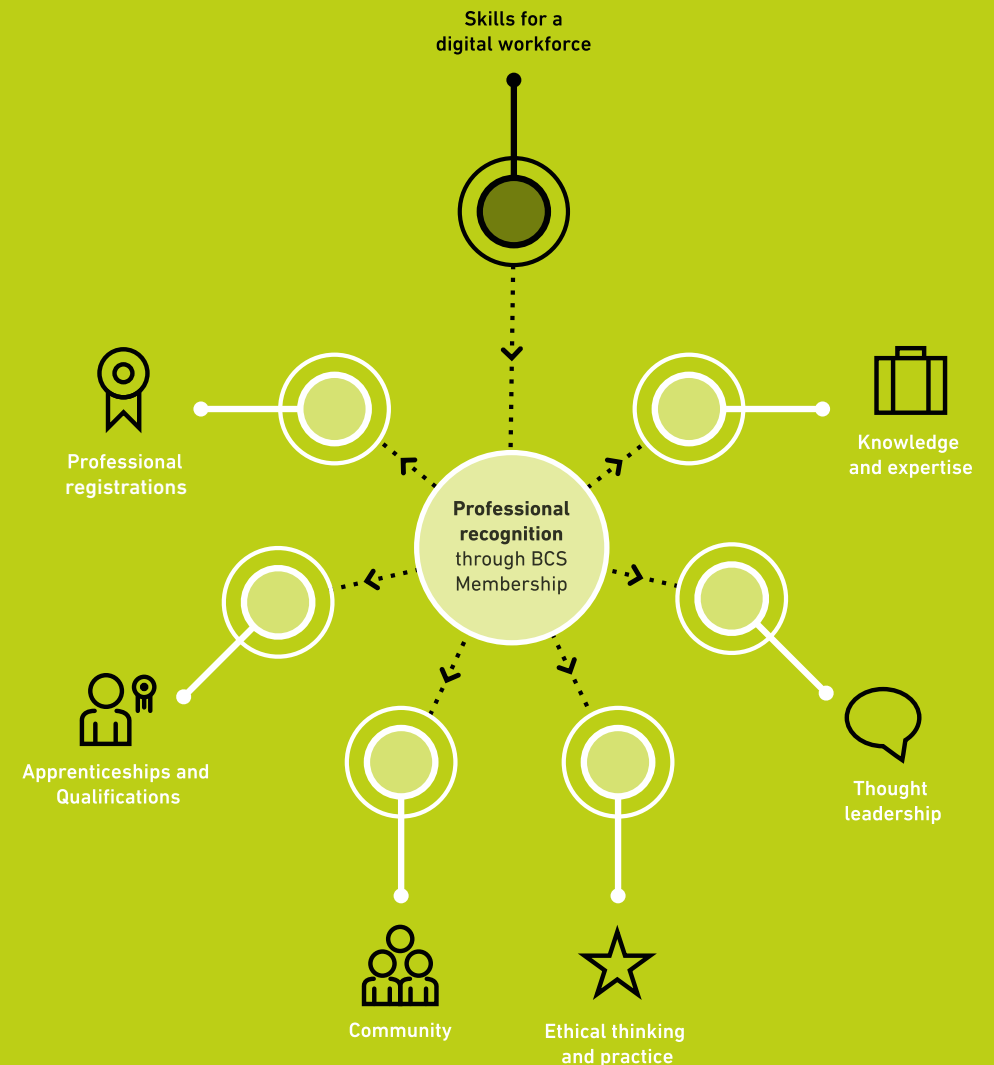 Skills for a
digital workforce
Professional
registrations
Knowledge
and expertise
Professional
recognition
through BCS
Membership
Apprenticeships and
Qualifications
Thought
leadership
Community
Ethical thinking
and practice